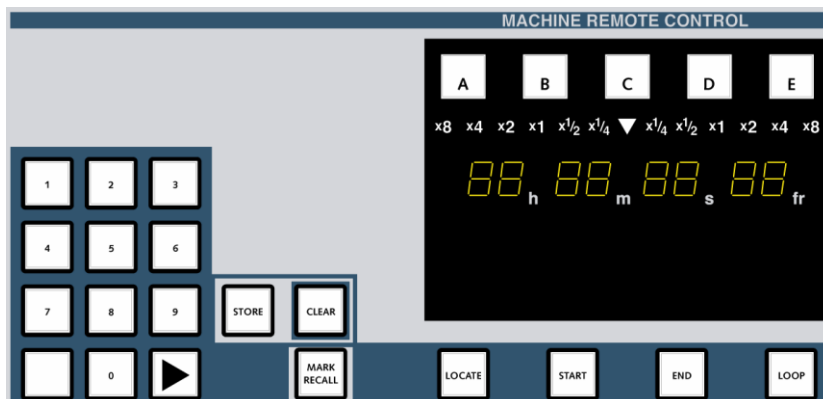 MACHINE REMOTE CONTROL
A B C D E
x8 x4 x2 x1 x1/2 x1/4 x1/4 x1/2 x1 x2 x4 x8
88 h 88 m 88 s 88 fr
1 2 3
4 5 6
7 8 9 STORE CLEAR
0 MARK RECALL LOCATE START END LOOP